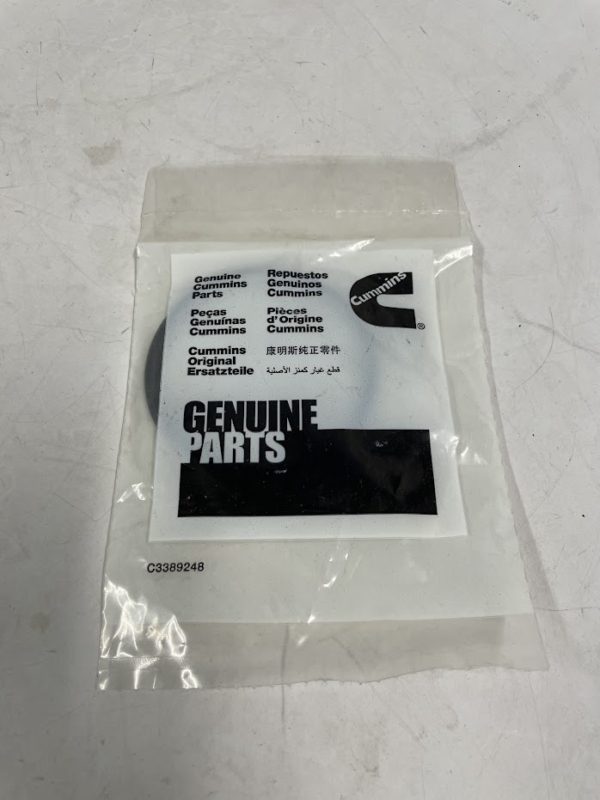 Genuine
Cummins
Parts
Repuestos
Genuinos
Cummins
Cummins
®
Peças
Genuínas
Cummins
Pièces
d'Origine
Cummins
Cummins
Original
Ersatzteile
康明斯纯正零件
قطع غيار كمنز الأصلية
GENUINE
PARTS
C3389248